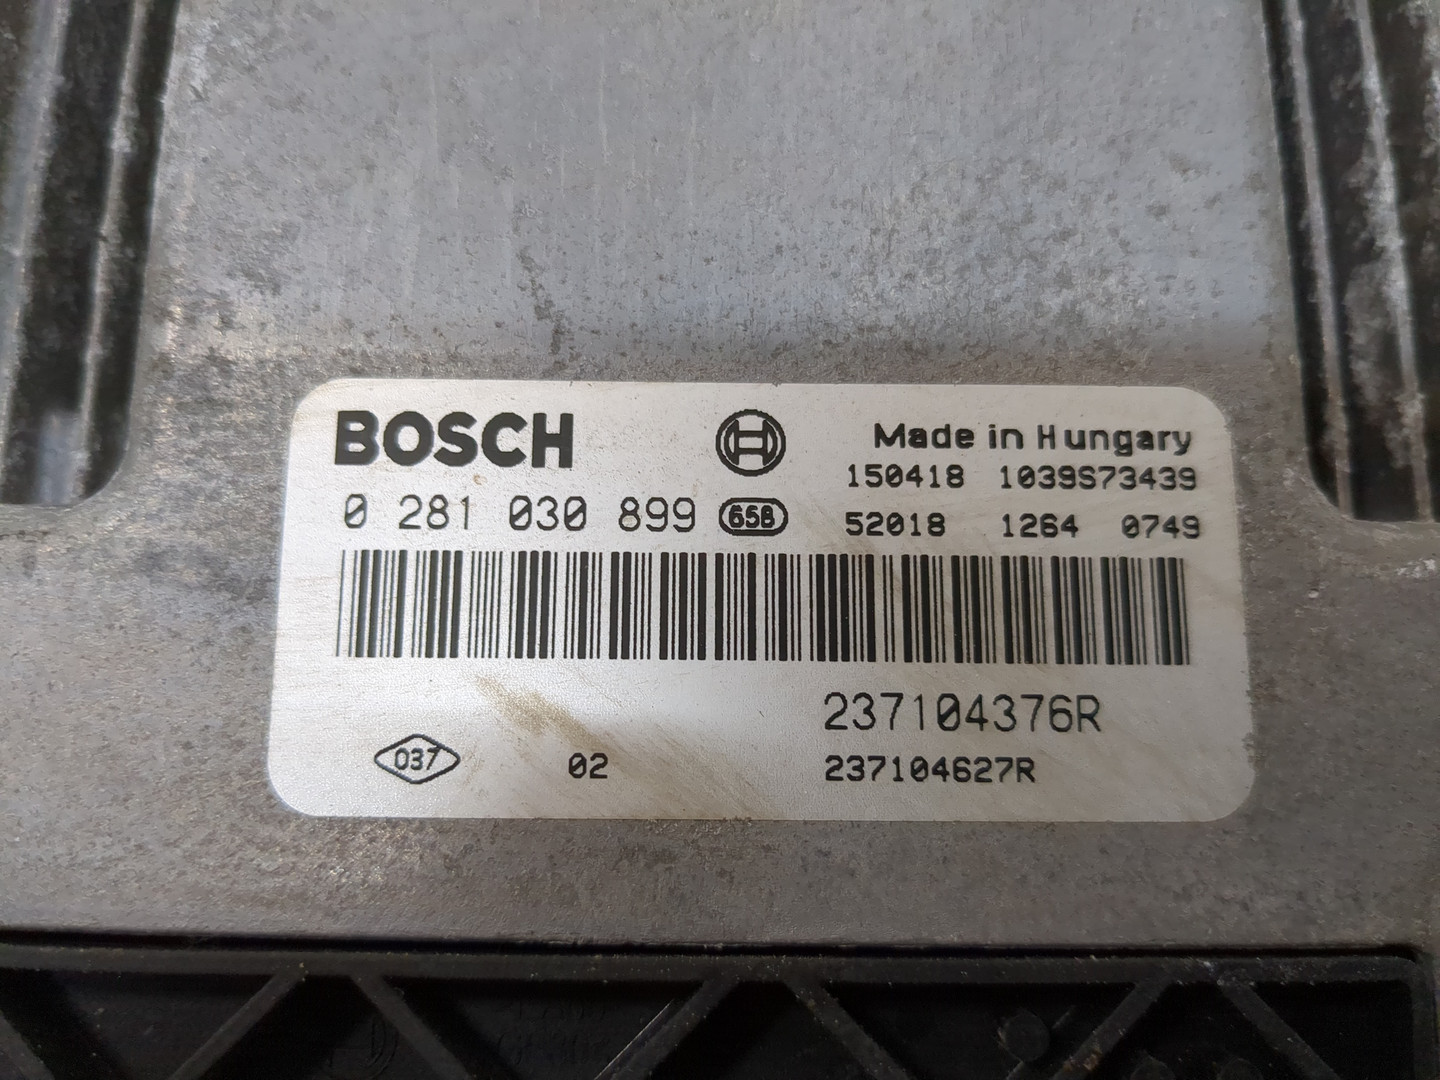 BOSCH
Made in Hungary
150418 1039S73439
0 281 030 899 658
52018 1264 0749
237104376R
037 02 237104627R